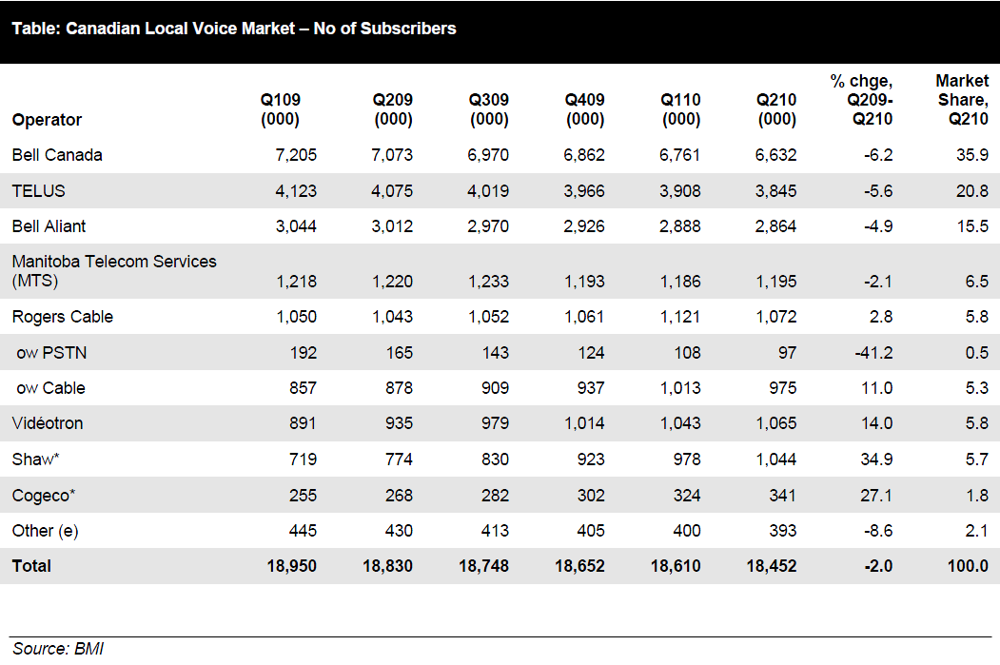 Table: Canadian Local Voice Market – No of Subscribers
Operator Q109 (000) Q209 (000) Q309 (000) Q409 (000) Q110 (000) Q210 (000) % chge, Q209-Q210 Market Share, Q210
Bell Canada 7,205 7,073 6,970 6,862 6,761 6,632 -6.2 35.9
TELUS 4,123 4,075 4,019 3,966 3,908 3,845 -5.6 20.8
Bell Aliant 3,044 3,012 2,970 2,926 2,888 2,864 -4.9 15.5
Manitoba Telecom Services
(MTS) 1,218 1,220 1,233 1,193 1,186 1,195 -2.1 6.5
Rogers Cable 1,050 1,043 1,052 1,061 1,121 1,072 2.8 5.8
ow PSTN 192 165 143 124 108 97 -41.2 0.5
ow Cable 857 878 909 937 1,013 975 11.0 5.3
Vidéotron 891 935 979 1,014 1,043 1,065 14.0 5.8
Shaw* 719 774 830 923 978 1,044 34.9 5.7
Cogeco* 255 268 282 302 324 341 27.1 1.8
Other (e) 445 430 413 405 400 393 -8.6 2.1
Total 18,950 18,830 18,748 18,652 18,610 18,452 -2.0 100.0
Source: BMI